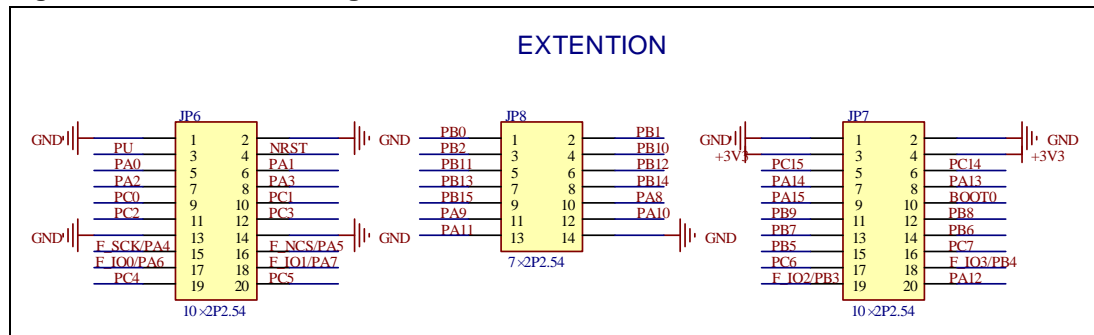 EXTENTION
JP6
GND 1 2 GND
PU 3 4 NRST
PA0 5 6 PA1
PA2 7 8 PA3
PC0 9 10 PC1
PC2 11 12 PC3
GND 13 14 GND
F_SCK/PA4 15 16 F_NCS/PA5
F_IO0/PA6 17 18 F_IO1/PA7
PC4 19 20 PC5
10×2P2.54
JP8
PB0 1 2 PB1
PB2 3 4 PB10
PB11 5 6 PB12
PB13 7 8 PB14
PB15 9 10 PA8
PA9 11 12 PA10
PA11 13 14 GND
7×2P2.54
JP7
GND 1 2 GND
+3V3 3 4 +3V3
PC15 5 6 PC14
PA14 7 8 PA13
PA15 9 10 BOOT0
PB9 11 12 PB8
PB7 13 14 PB6
PB5 15 16 PC7
PC6 17 18 F_IO3/PB4
F_IO2/PB3 19 20 PA12
10×2P2.54